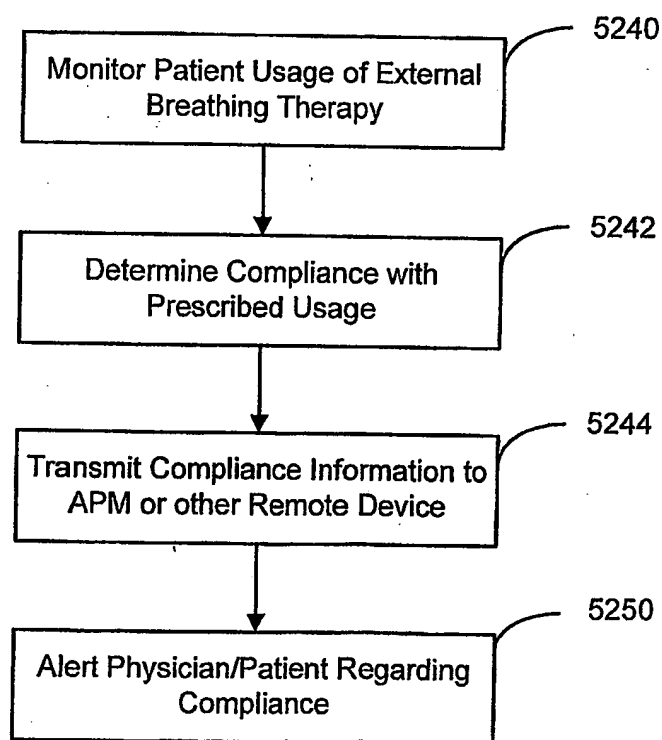 5240
Monitor Patient Usage of External
Breathing Therapy
5242
Determine Compliance with
Prescribed Usage
5244
Transmit Compliance Information to
APM or other Remote Device
5250
Alert Physician/Patient Regarding
Compliance